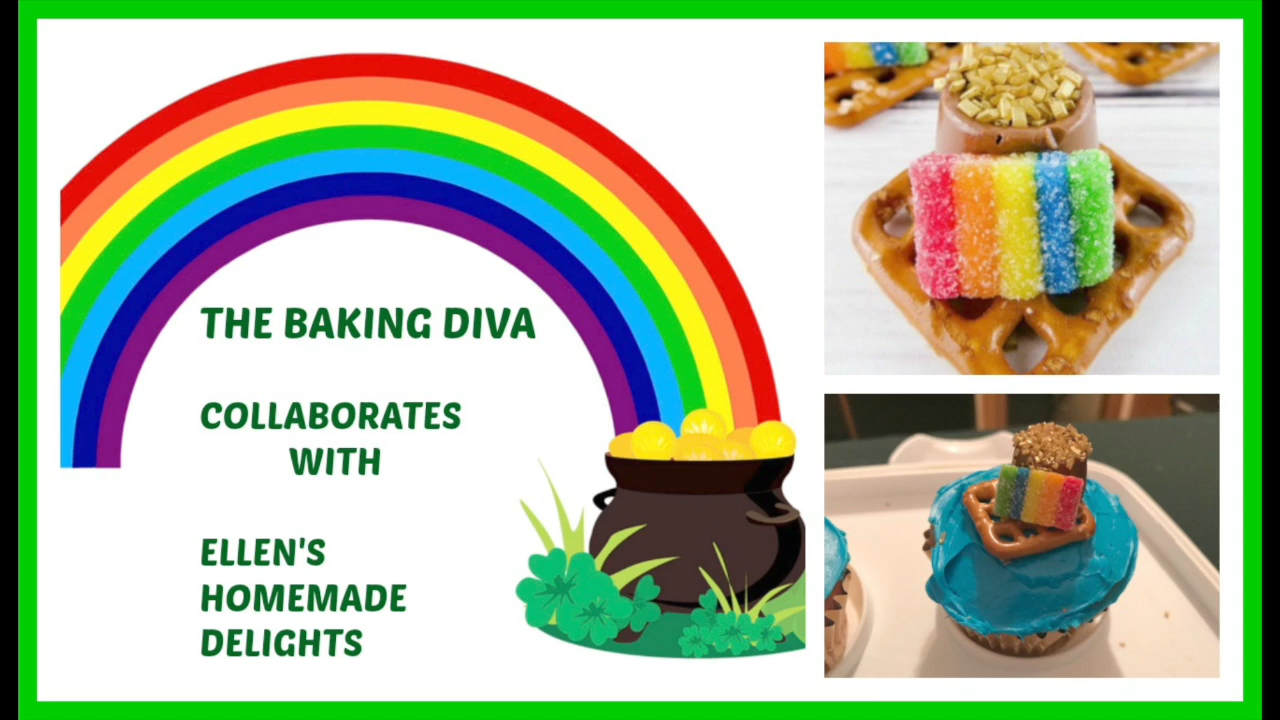 THE BAKING DIVA
COLLABORATES
WITH
ELLEN'S
HOMEMADE
DELIGHTS